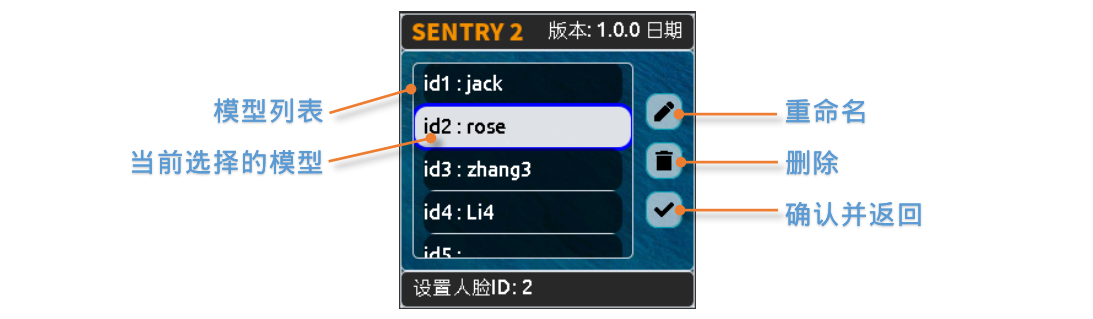 SENTRY 2 版本: 1.0.0 日期
id1 : jack
模型列表
id2 : rose
重命名
当前选择的模型
id3 : zhang3
删除
id4 : Li4
确认并返回
id5 :
设置人脸ID: 2